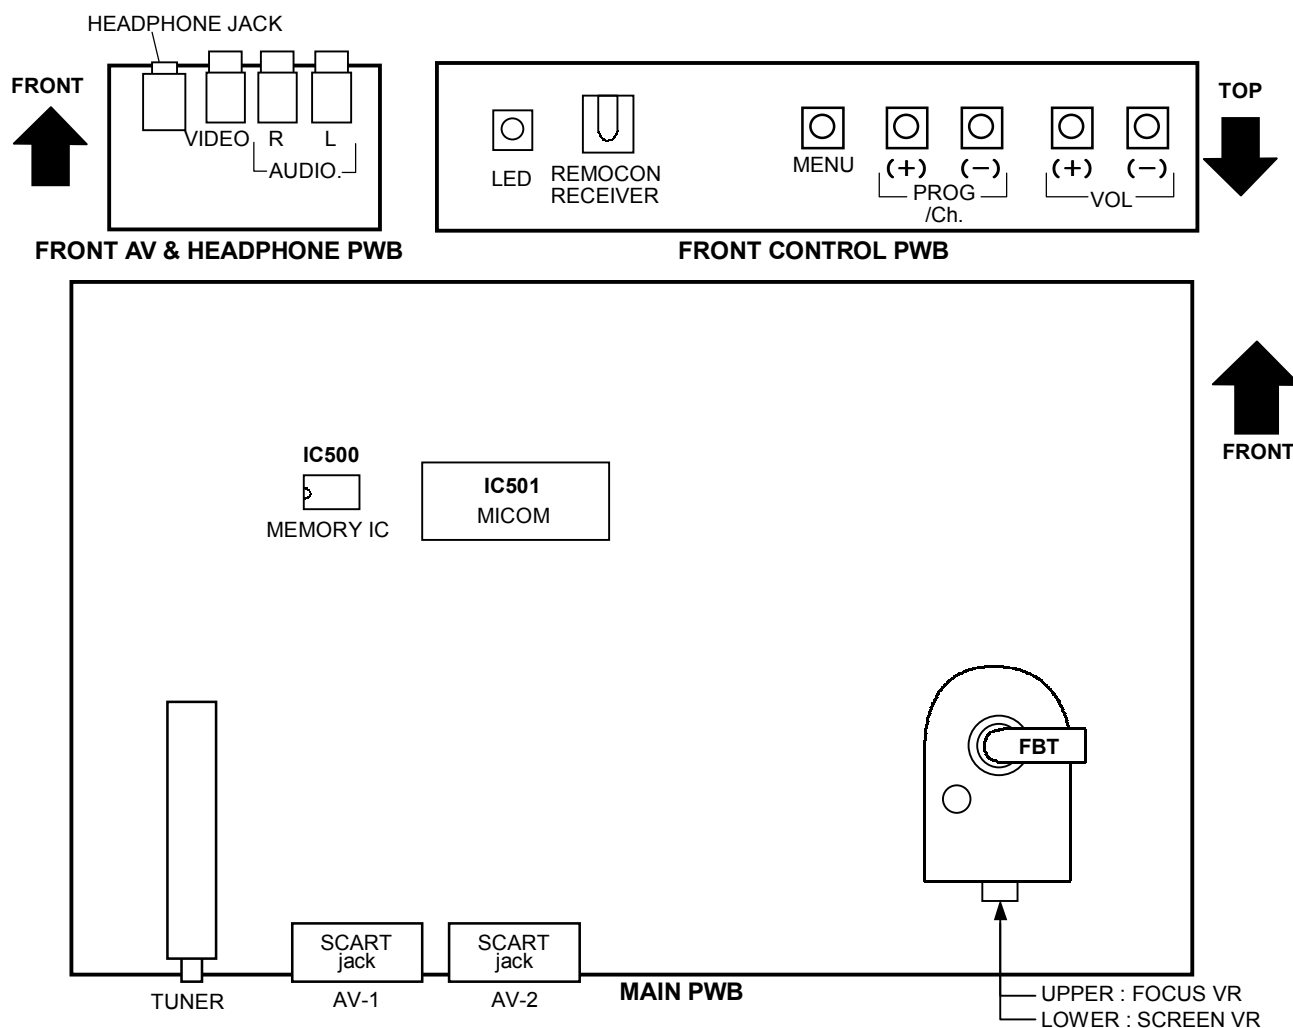 HEADPHONE JACK
FRONT
VIDEO R L
AUDIO.
FRONT AV & HEADPHONE PWB
TOP
LED
REMOCON
RECEIVER
MENU
(+) (-) (+) (-)
PROG
/Ch.
VOL
FRONT CONTROL PWB
FRONT
IC500
MEMORY IC
IC501
MICOM
FBT
SCART
jack
SCART
jack
TUNER
AV-1
AV-2
MAIN PWB
UPPER : FOCUS VR
LOWER : SCREEN VR